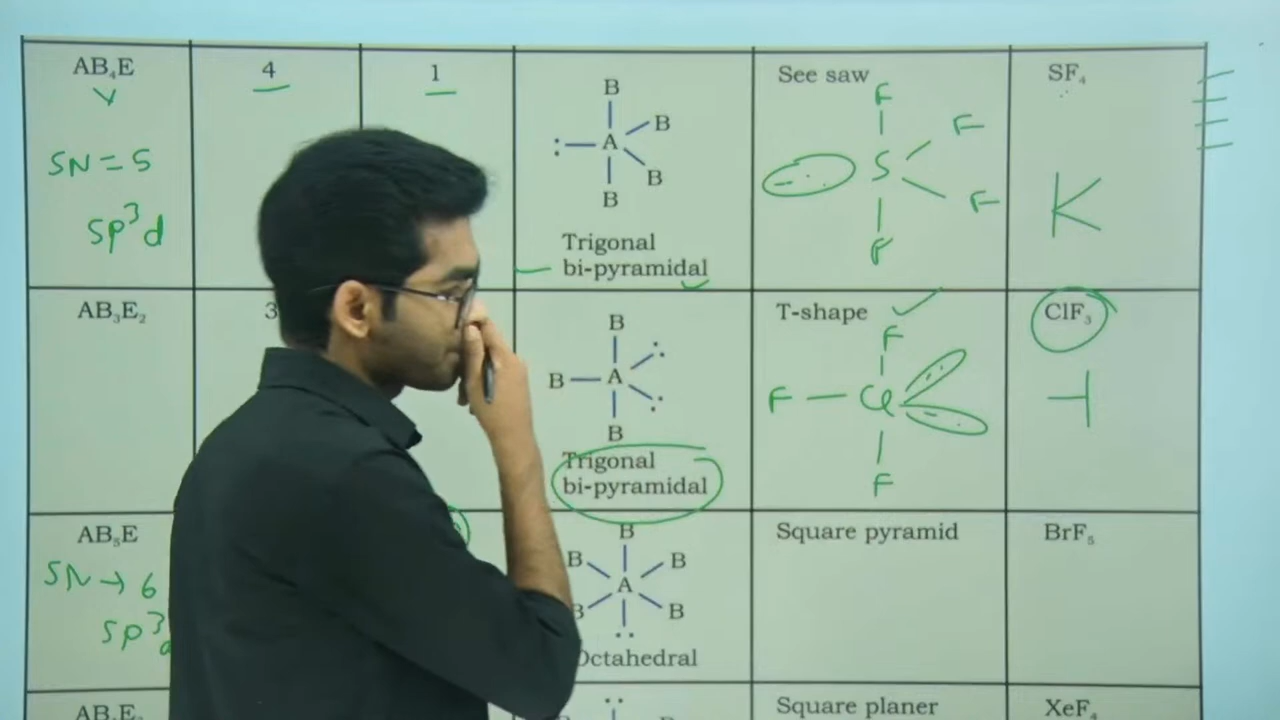 AB₄E
4
1
SN = 5
sp³d
B
B
A
:
B
B
Trigonal
bi-pyramidal
See saw
F
F
S
F
F
SF₄
K
AB₃E₂
3
B
:
B A
:
B
Trigonal
bi-pyramidal
T-shape
F
F Cl
F
ClF₃
AB₅E
SN → 6
sp³
B
B B
A
B B
..
Octahedral
Square pyramid
BrF₅
Square planer
XeF₄